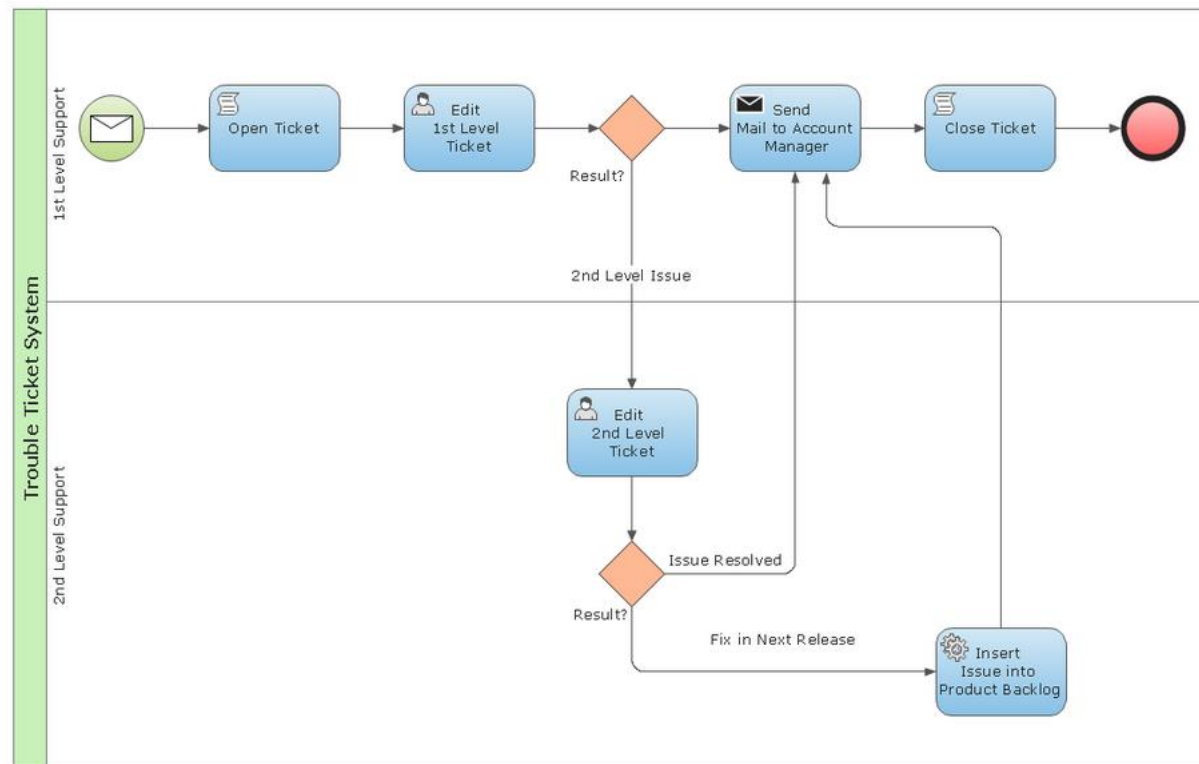 Trouble Ticket System
1st Level Support
Open Ticket
Edit
1st Level
Ticket
Result?
Send
Mail to Account
Manager
Close Ticket
2nd Level Issue
2nd Level Support
Edit
2nd Level
Ticket
Issue Resolved
Result?
Fix in Next Release
Insert
Issue into
Product Backlog